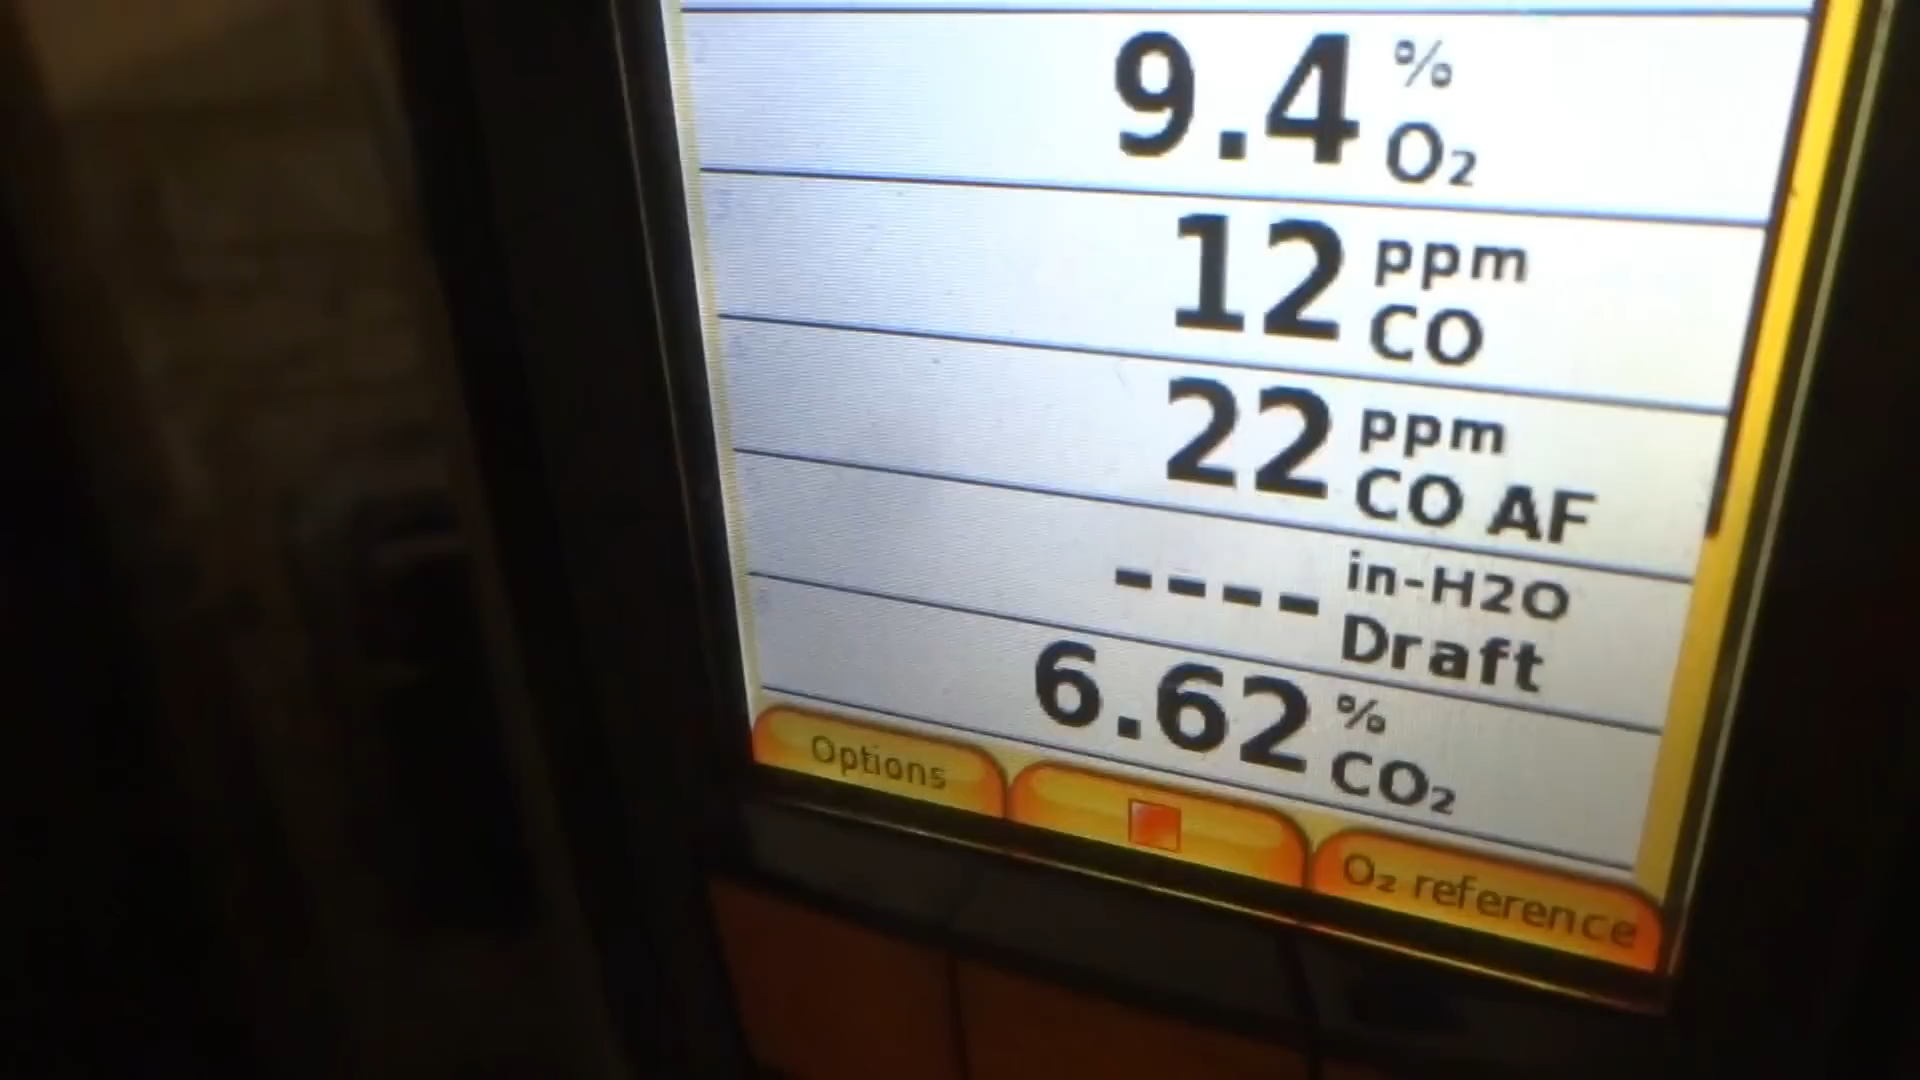 9.4 %
O₂
12 ppm
CO
22 ppm
CO AF
---- in-H2O
Draft
6.62 %
CO₂
Options
O₂ reference